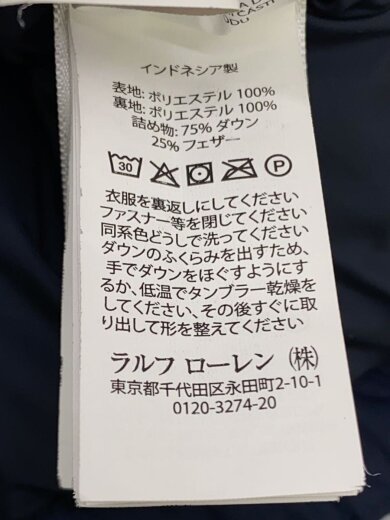 CASTI
DU
インドネシア製
表地: ポリエステル 100%
裏地: ポリエステル 100%
詰め物: 75% ダウン
25% フェザー
30
P
衣服を裏返しにしてください
ファスナー等を閉じてください
同系色どうしで洗ってください
ダウンのふくらみを出すため、
手でダウンをほぐすようにす
るか、低温でタンブラー乾燥を
してください、その後すぐに取
り出して形を整えてください
ラルフ ローレン (株)
東京都千代田区永田町2-10-1
0120-3274-20